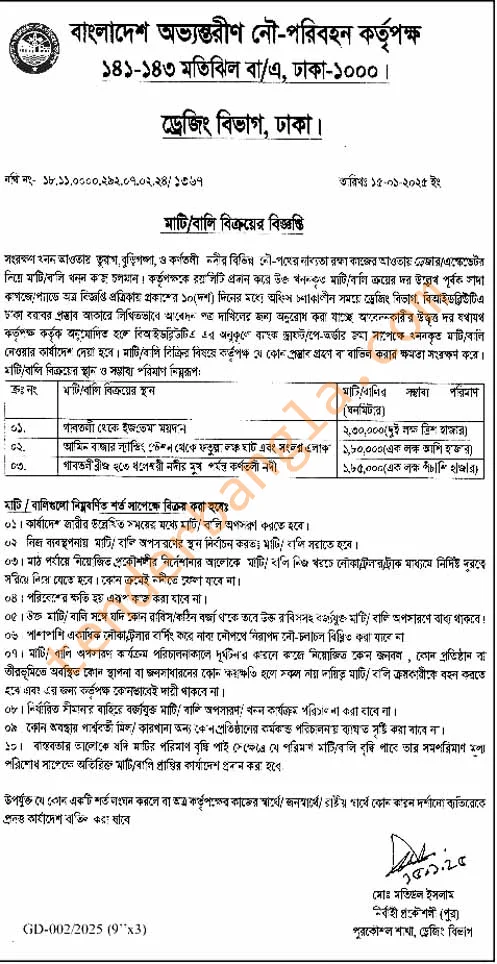 বাংলাদেশ অভ্যন্তরীণ নৌ-পরিবহন কর্তৃপক্ষ
১৪১-১৪৩ মতিঝিল বা/এ, ঢাকা-১০০০।
ড্রেজিং বিভাগ, ঢাকা।
নথি নং- ১৮.১১.০০০০.২৯২.০৭.০২.২৪/ ১৩৬৭ তারিখঃ ১৫-০১-২০২৫ ইং
মাটি/বালি বিক্রয়ের বিজ্ঞপ্তি
সংরক্ষণ খনন আওতায় তুরাগ, বুড়িগঙ্গা, ও কর্ণতলী নদীর বিভিন্ন নৌ-পথের নাব্যতা রক্ষা কাজের আওতায় ড্রেজার/এক্সেভেটর
দিয়ে মাটি/বালি খনন কাজ চলমান। কর্তৃপক্ষকে রয়্যালিটি প্রদান করে উক্ত খননকৃত মাটি/বালি ক্রয়ের দর উল্লেখ পূর্বক সাদা
কাগজে/প্যাডে অত্র বিজ্ঞপ্তি প্রত্রিকায় প্রকাশের ১০(দশ) দিনের মধ্যে অফিস চলাকালীন সময়ে ড্রেজিং বিভাগ, বিআইডব্লিউটিএ
ঢাকা বরাবর প্রস্তাব আকারে লিখিতভাবে আবেদন পত্র দাখিলের জন্য অনুরোধ করা যাচ্ছে আবেদনকারীর উদ্ধৃত দর যথাযথ
কর্তৃপক্ষ কর্তৃক অনুমোদিত হলে বিআইডব্লিউটিএ এর অনুকূলে ব্যাংক ড্রাফট/পে-অর্ডার জমা সাপেক্ষে খননকৃত মাটি/বালি
নেওয়ার কার্যাদেশ দেয়া হবে। মাটি/বালি বিক্রির বিষয়ে কর্তৃপক্ষ যে কোন প্রস্তাব গ্রহণ বা বাতিল করার ক্ষমতা সংরক্ষণ করে।
মাটি/বালি বিক্রয়ের স্থান ও সম্ভাব্য পরিমাণ নিম্নরূপঃ
ক্রঃ নং মাটি/বালি বিক্রয়ের স্থান মাটি/বালির সম্ভাব্য পরিমাণ
(ঘনমিটার)
০১. গাবতলী থেকে ইজতেমা ময়দান ২,৩০,০০০(দুই লক্ষ ত্রিশ হাজার)
০২. আমিন বাজার ল্যান্ডিং স্টেশন থেকে ফতুল্লা লঞ্চ ঘাট এবং সংলগ্ন এলাকা ১,৮০,০০০(এক লক্ষ আশি হাজার)
০৩. গাবতলীব্রীজ হতে ধলেশ্বরী নদীর মুখ পর্যন্ত কর্ণতলী নদী ১,৮৫,০০০(এক লক্ষ পঁচাশি হাজার)
মাটি / বালিগুলো নিম্নবর্ণিত শর্ত সাপেক্ষে বিক্রয় করা হবেঃ
০১। কার্যাদেশ জারীর উল্লেখিত সময়ের মধ্যে মাটি/ বালি অপসারণ করতে হবে।
০২ নিজ ব্যবস্থাপনায় মাটি/ বালি অপসারণের স্থান নির্বাচন করতঃ মাটি/ বালি সরাতে হবে।
০৩। মাঠ পর্যায়ে নিয়োজিত প্রকৌশলীর নির্দেশনার আলোকে মাটি/ বালি নিজ খরচে নৌকা/ট্রলার/ট্রাক মাধ্যমে নির্দিষ্ট দুরত্বে
সরিয়ে নিয়ে যেতে হবে। কোন ক্রমেই নদীতে ফেলা যাবে না।
০৪। পরিবেশের ক্ষতি হয় এরূপ কাজ করা যাবে না।
০৫। উক্ত মাটি/ বালি সঙ্গে যদি কোন রাবিস/কঠিন বর্জ্য থাকে তবে উক্ত রাবিসসহ বর্জ্যযুক্ত মাটি/ বালি অপসারণে বাধ্য থাকবে।
০৬ পাশাপাশি একাধিক নৌকা/ট্রলার বার্দিং করে নাব্য নৌপথে নিরাপদ নৌ-চলাচল বিঘ্নিত করা যাবে না
০৭। মাটি/ বালি অপসারণ কার্যক্রম পরিচালনাকালে দুর্ঘটনার কারনে কাজে নিয়োজিত কোন জনবল , কোন প্রতিষ্ঠান বা
তীরভূমিতে অবস্থিত কোন স্থাপনা বা জনসাধারনের কোন ক্ষয়ক্ষতি হলে সকল দায় দায়িত্ব মাটি/ বালি ক্রয়কারীকে বহন করতে
হবে এবং এর জন্য কর্তৃপক্ষ কোনভাবেই দায়ী থাকবে না।
০৮। নির্ধারিত সীমানার বাহিরে বর্জ্যযুক্ত মাটি/ বালি অপসারণ/ খনন কার্যক্রম পরিচালনা করা যাবে না।
০৯ কোন অবস্থায় পার্শ্ববর্তী মিল/ কারখানা অন্য কোন প্রতিষ্ঠানের কর্মকান্ড পরিচালনায় ব্যাঘাত সৃষ্টি করা যাবে না।
১০। বাস্তবতার আলোকে যদি মাটির পরিমাণ বৃদ্ধি পাই সেক্ষেত্রে যে পরিমাণ মাটি/বালি বৃদ্ধি পাবে তার সমপরিমাণ মূল্য
পরিশোধ সাপেক্ষে অতিরিক্ত মাটি/বালি প্রাপ্তির কার্যাদেশ প্রদান করা হবে
উপর্যুক্ত যে কোন একটি শর্ত লংঘন করলে বা অত্র কর্তৃপক্ষের কাজের স্বার্থে/ জনস্বার্থে/ রাষ্ট্রীয় স্বার্থে কোন কারন দর্শানো ব্যতিরেকে
প্রদত্ত কার্যাদেশ বাতিল করা যাবে
১৫.০১.২৫
মোঃ মতিউল ইসলাম
নির্বাহী প্রকৌশলী (পুর)
GD-002/2025 (9"x3) পুরকৌশল শাখা, ড্রেজিং বিভাগ
tenderbangla.com